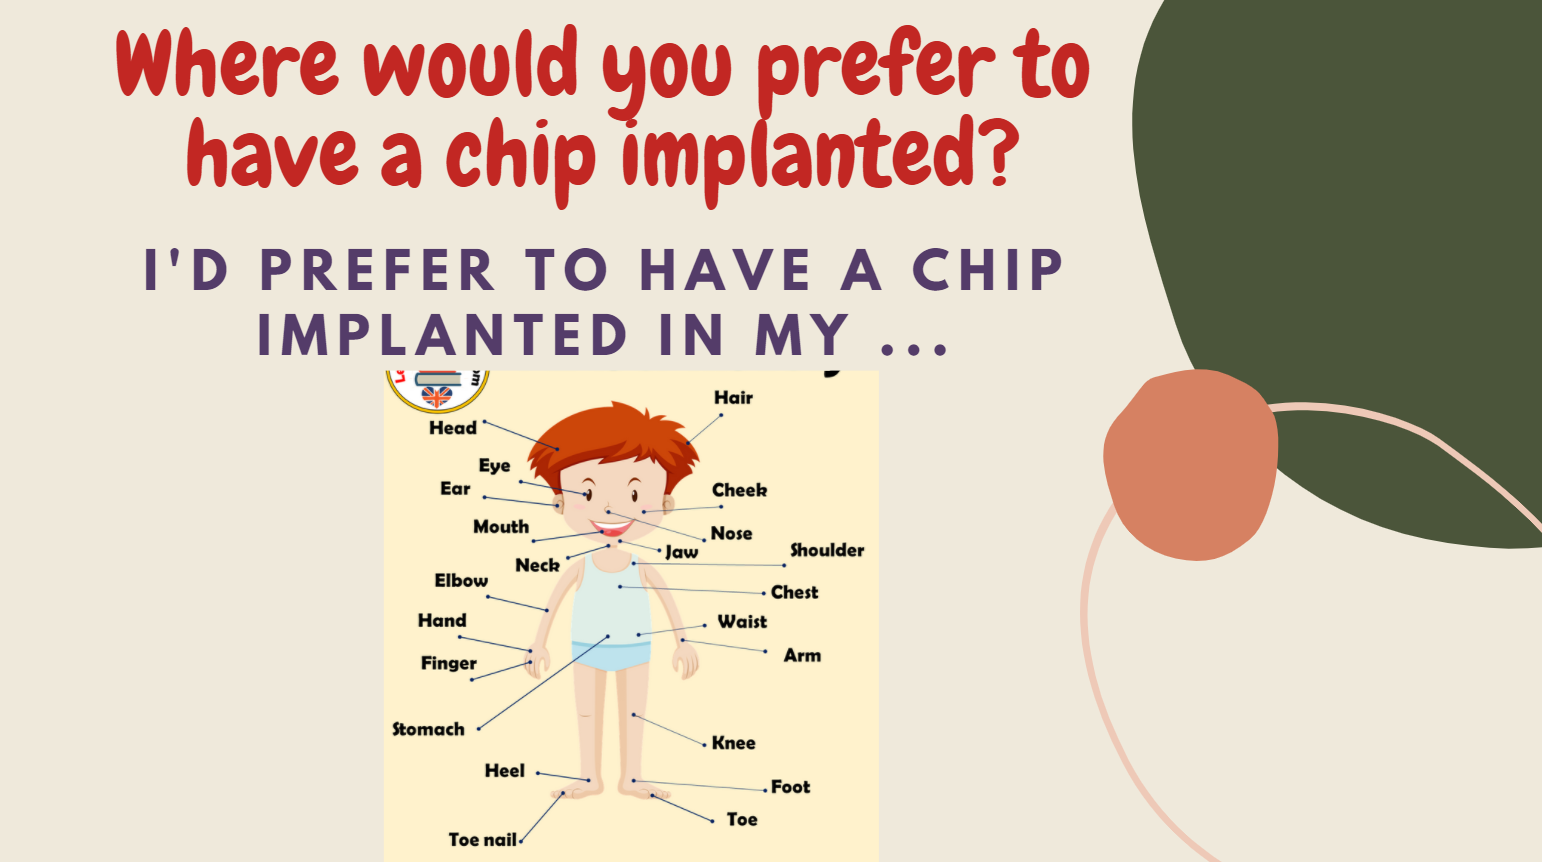 Where would you prefer to
have a chip implanted?
I'D PREFER TO HAVE A CHIP
IMPLANTED IN MY ...
Hair
Head
Eye
Ear
Cheek
Mouth
Nose
Jaw
Shoulder
Neck
Elbow
Chest
Hand
Waist
Arm
Finger
Stomach
Knee
Heel
Foot
Toe
Toe nail